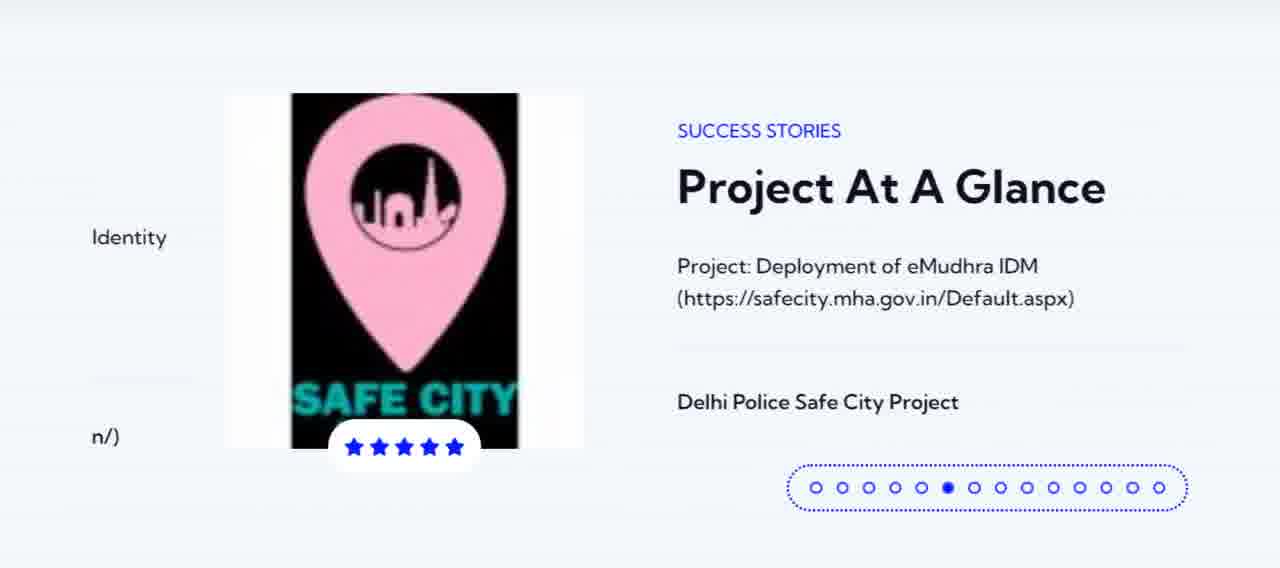 SUCCESS STORIES
Project At A Glance
Identity
Project: Deployment of eMudhra IDM
(https://safecity.mha.gov.in/Default.aspx)
SAFE CITY
Delhi Police Safe City Project
n/)